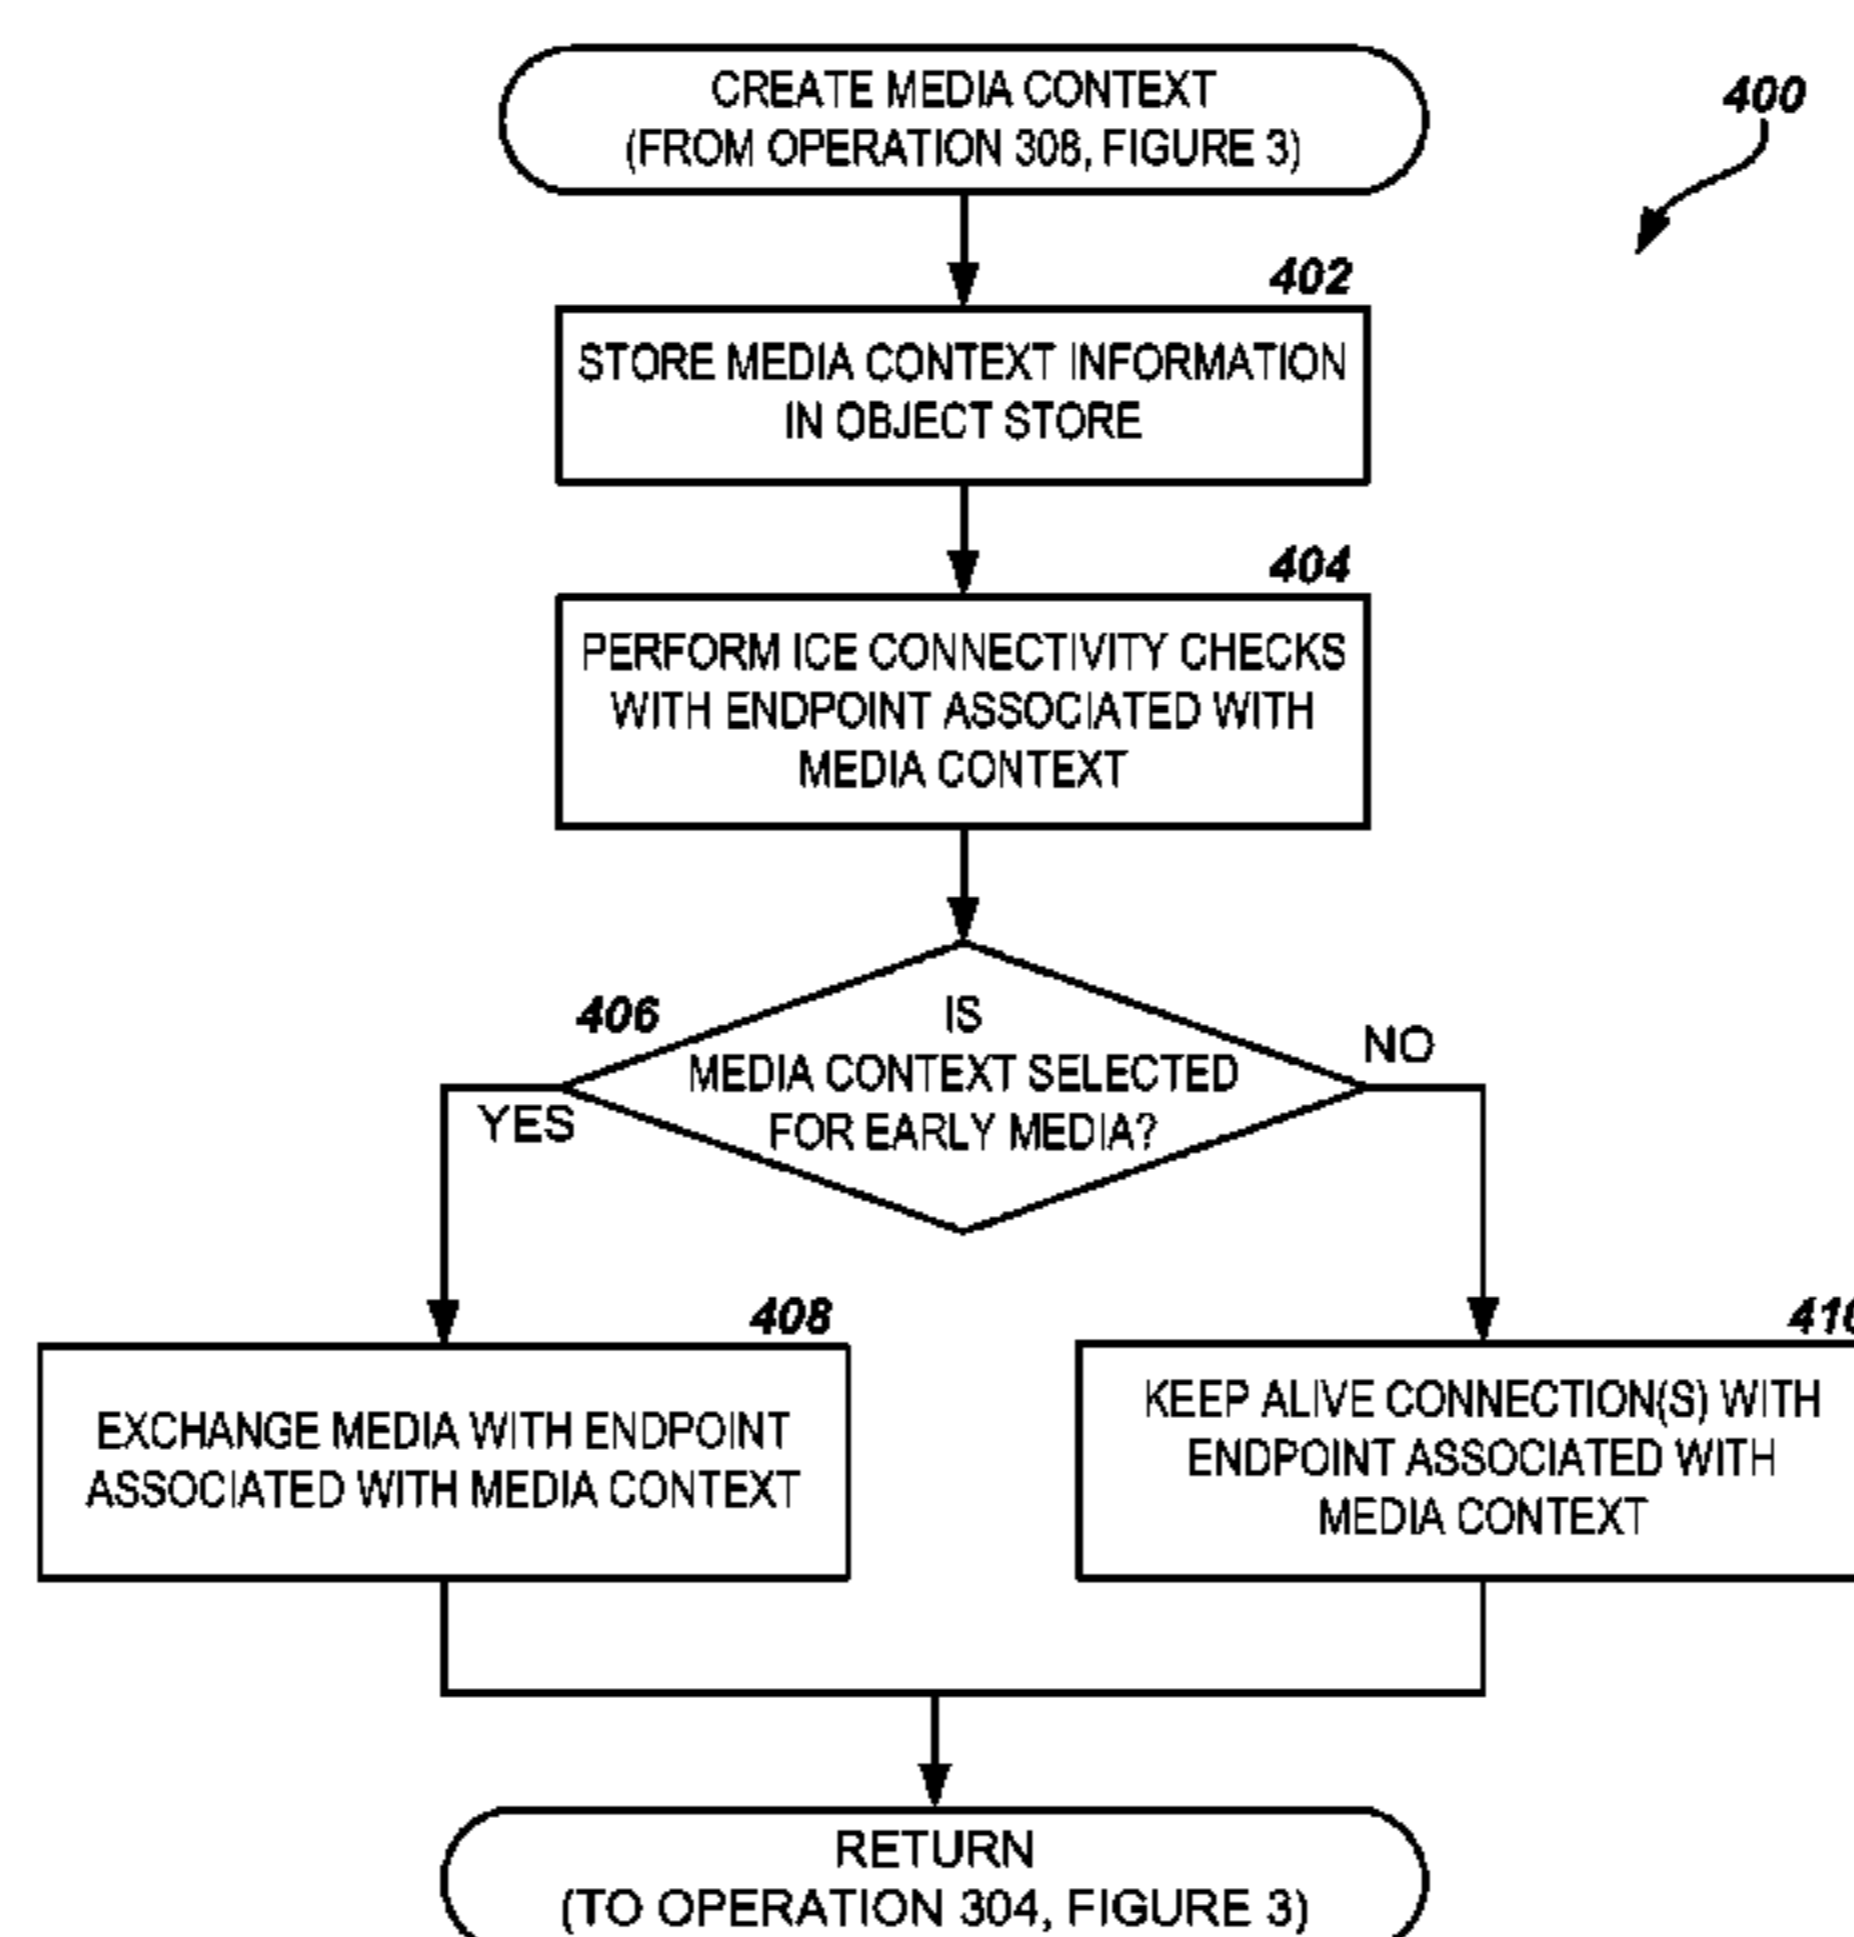 CREATE MEDIA CONTEXT
(FROM OPERATION 308, FIGURE 3)
400
402
STORE MEDIA CONTEXT INFORMATION
IN OBJECT STORE
404
PERFORM ICE CONNECTIVITY CHECKS
WITH ENDPOINT ASSOCIATED WITH
MEDIA CONTEXT
406
IS
MEDIA CONTEXT SELECTED
FOR EARLY MEDIA?
YES
NO
408
EXCHANGE MEDIA WITH ENDPOINT
ASSOCIATED WITH MEDIA CONTEXT
410
KEEP ALIVE CONNECTION(S) WITH
ENDPOINT ASSOCIATED WITH
MEDIA CONTEXT
RETURN
(TO OPERATION 304, FIGURE 3)